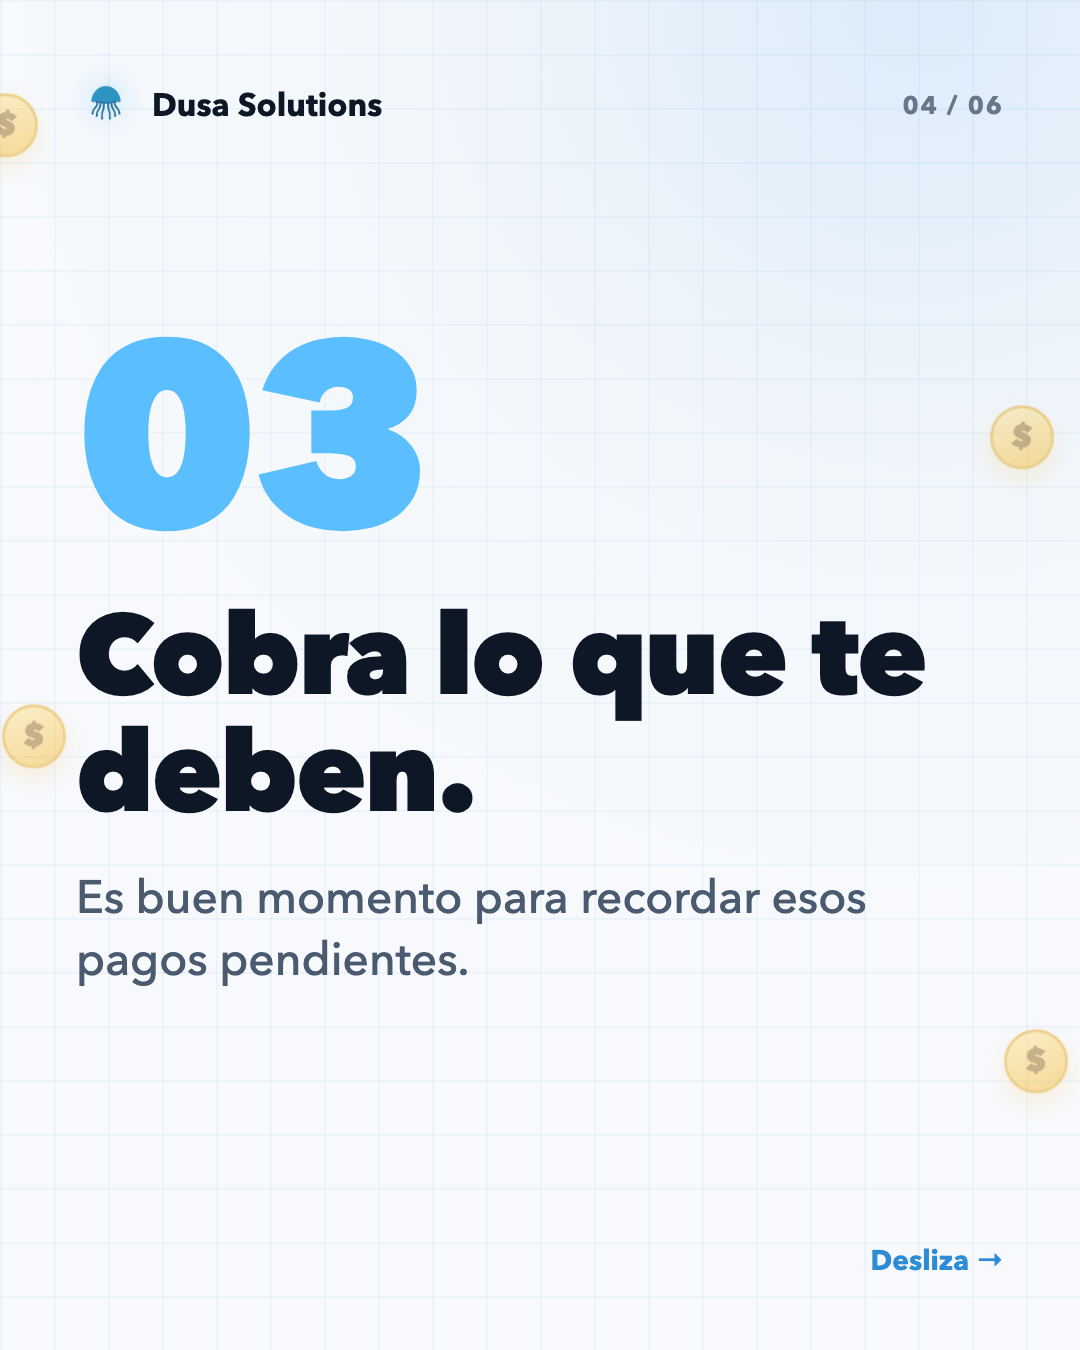 Dusa Solutions
04 / 06
$
03
$
Cobra lo que te
deben.
$
Es buen momento para recordar esos
pagos pendientes.
$
Desliza →